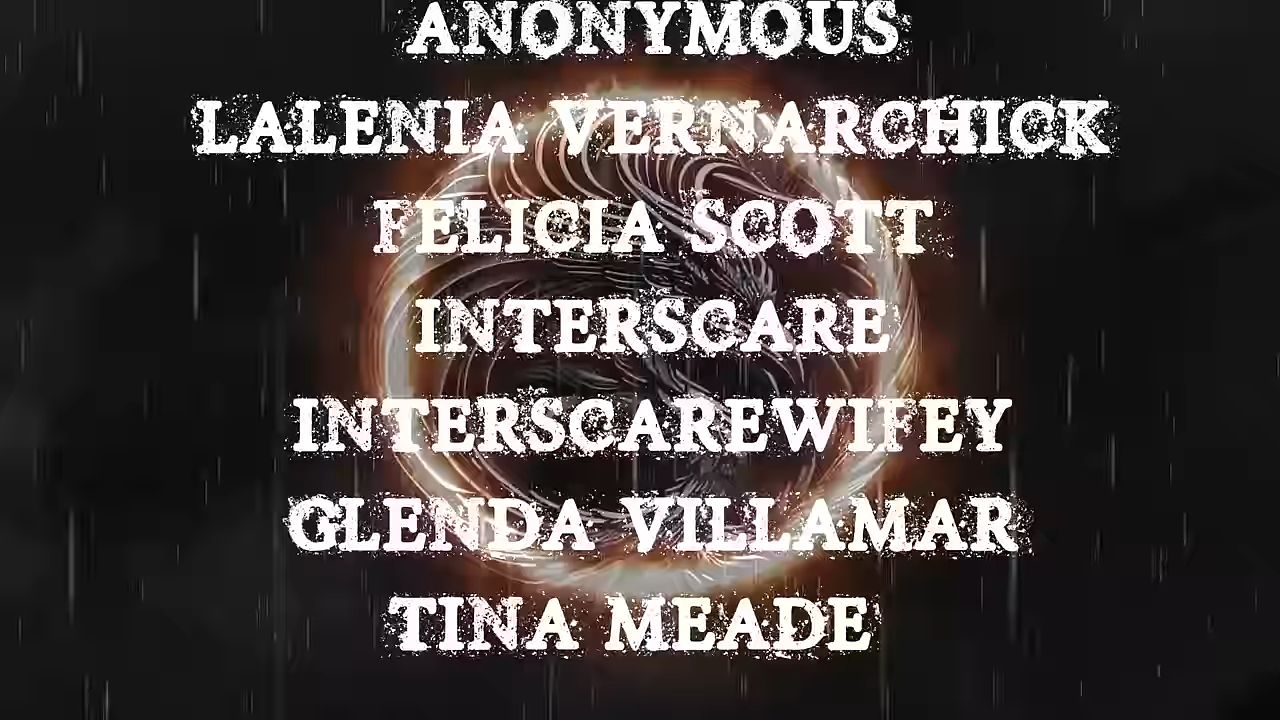 ANONYMOUS
LALENIA VERNARCHICK
FELICIA SCOTT
INTERSCARE
INTERSCAREWIFEY
GLENDA VILLAMAR
TINA MEADE